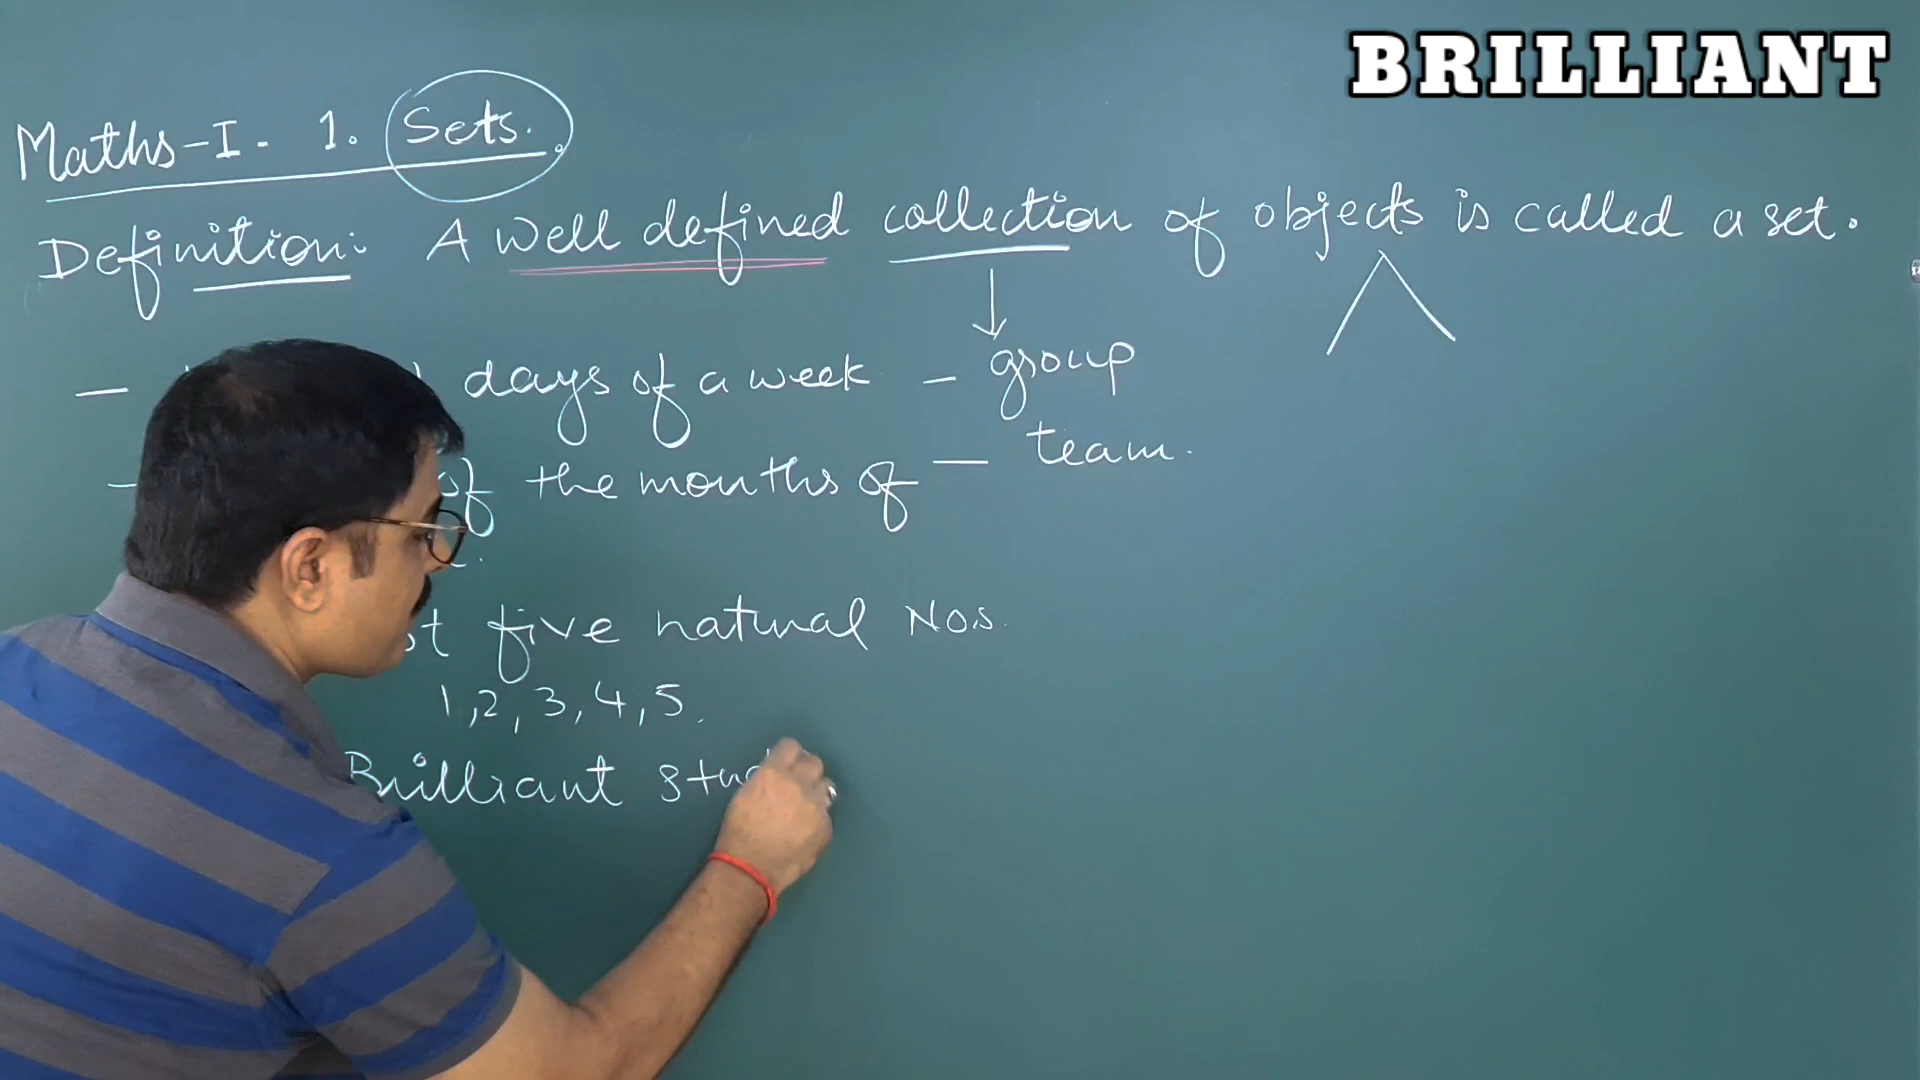 BRILLIANT
Maths-I. 1. Sets.
Definition: A well defined collection of objects is called a set.
— days of a week — group
— team.
— of the months of
five natural Nos.
1, 2, 3, 4, 5.
Brilliant